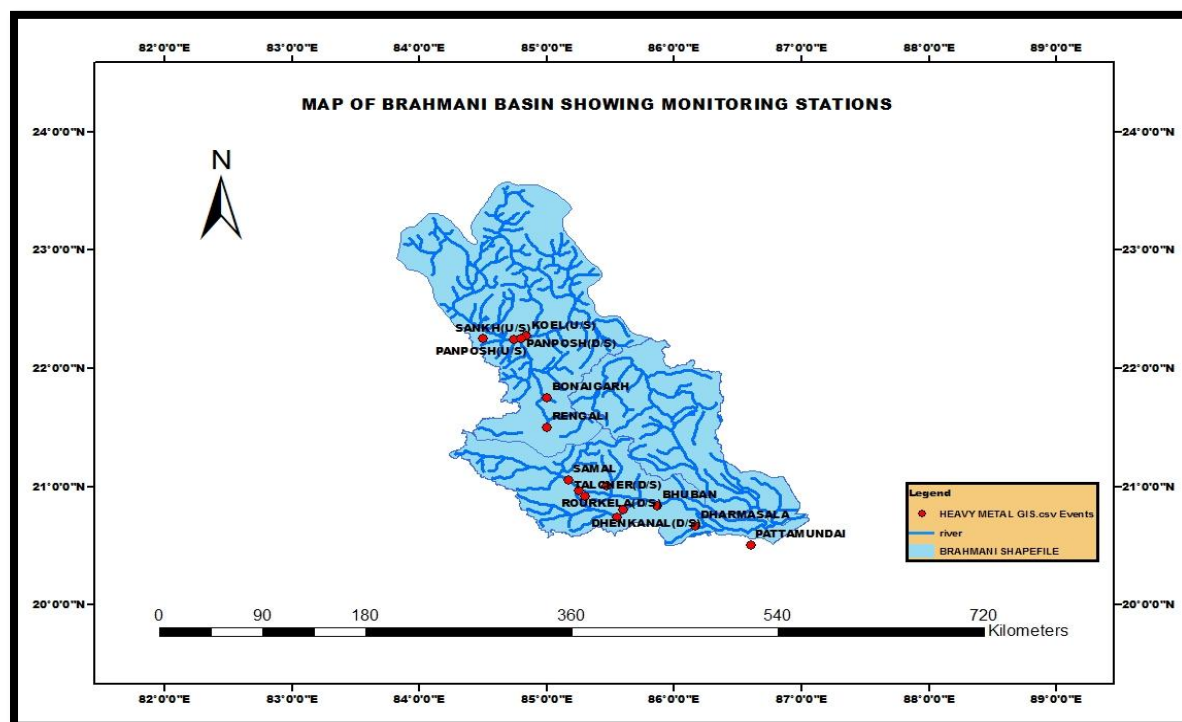 82°0'0"E 83°0'0"E 84°0'0"E 85°0'0"E 86°0'0"E 87°0'0"E 88°0'0"E 89°0'0"E
MAP OF BRAHMANI BASIN SHOWING MONITORING STATIONS
24°0'0"N 24°0'0"N
N
23°0'0"N 23°0'0"N
SANKH(U/S) KOEL(U/S)
PANPOSH(U/S) PANPOSH(D/S)
22°0'0"N 22°0'0"N
BONAIGARH
RENGALI
SAMAL
21°0'0"N 21°0'0"N
TALCHER(D/S)
BHUBAN
ROURKELA(D/S)
DHARMASALA
DHENKANAL(D/S)
PATTAMUNDAI
Legend
HEAVY METAL GIS.csv Events
river
BRAHMANI SHAPEFILE
20°0'0"N 20°0'0"N
0 90 180 360 540 720
Kilometers
82°0'0"E 83°0'0"E 84°0'0"E 85°0'0"E 86°0'0"E 87°0'0"E 88°0'0"E 89°0'0"E